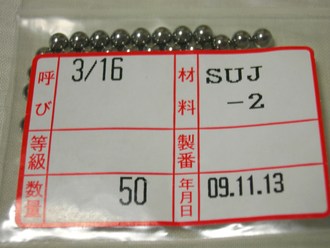 呼び 3/16 材料 SUJ
-2
等級 製番
数量 50 年月日 09.11.13